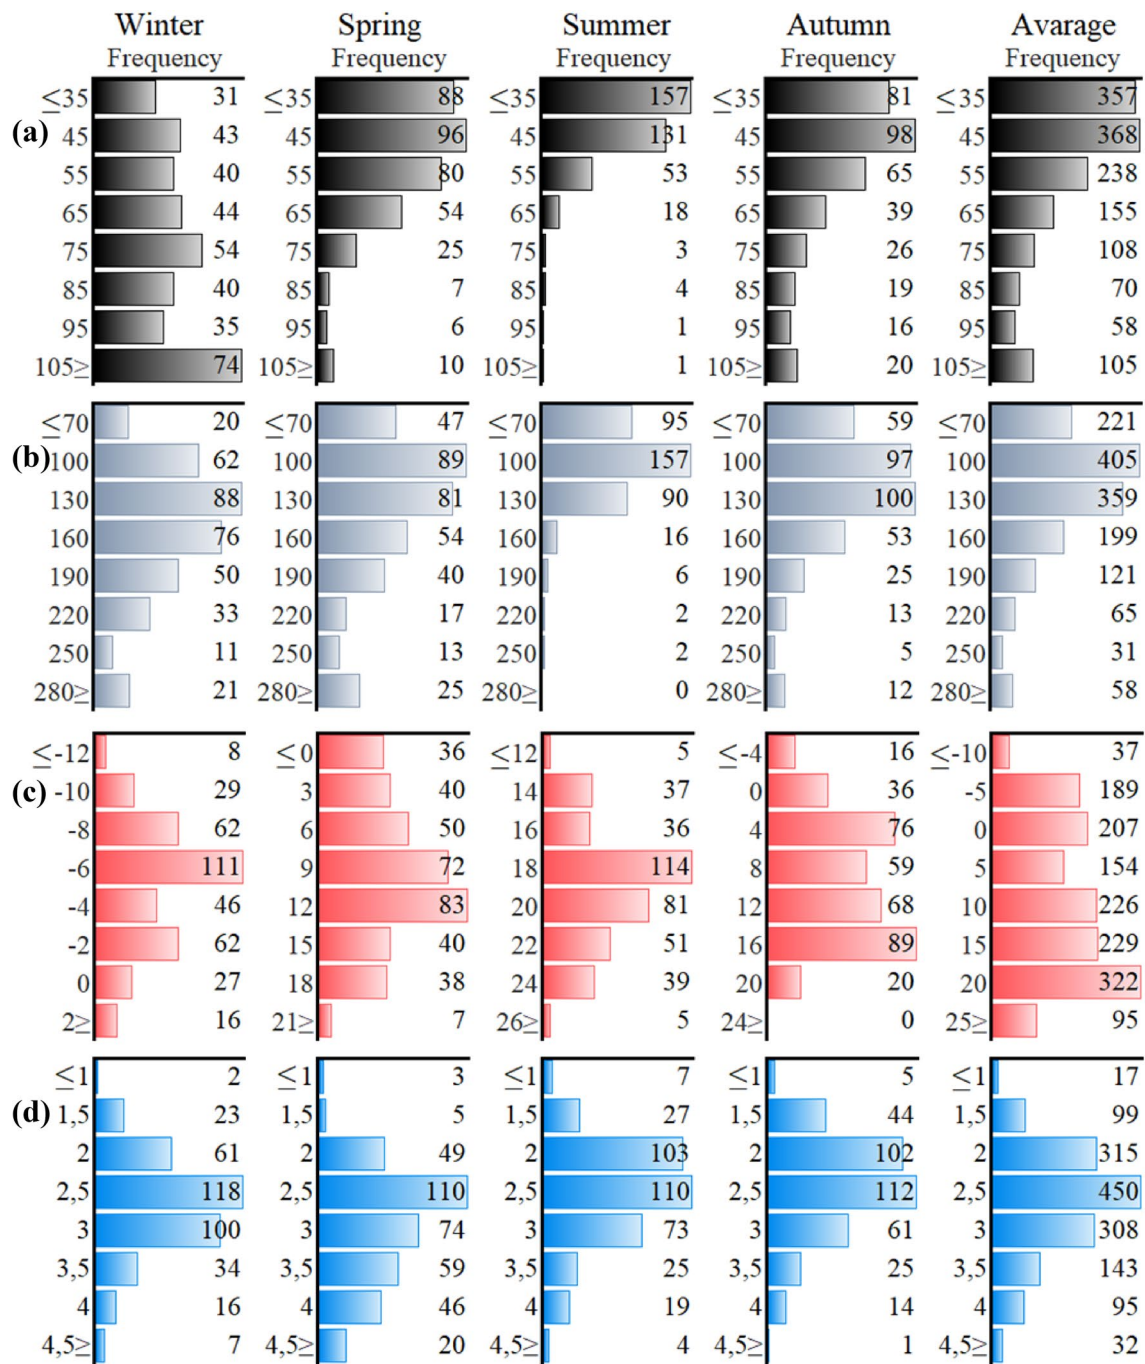 Winter Spring Summer Autumn Avarage
Frequency Frequency Frequency Frequency Frequency
(a)
≤35 31 ≤35 88 ≤35 157 ≤35 81 ≤35 357
45 43 45 96 45 131 45 98 45 368
55 40 55 80 55 53 55 65 55 238
65 44 65 54 65 18 65 39 65 155
75 54 75 25 75 3 75 26 75 108
85 40 85 7 85 4 85 19 85 70
95 35 95 6 95 1 95 16 95 58
105≥ 74 105≥ 10 105≥ 1 105≥ 20 105≥ 105
(b)
≤70 20 ≤70 47 ≤70 95 ≤70 59 ≤70 221
100 62 100 89 100 157 100 97 100 405
130 88 130 81 130 90 130 100 130 359
160 76 160 54 160 16 160 53 160 199
190 50 190 40 190 6 190 25 190 121
220 33 220 17 220 2 220 13 220 65
250 11 250 13 250 2 250 5 250 31
280≥ 21 280≥ 25 280≥ 0 280≥ 12 280≥ 58
(c)
≤-12 8 ≤0 36 ≤12 5 ≤-4 16 ≤-10 37
-10 29 3 40 14 37 0 36 -5 189
-8 62 6 50 16 36 4 76 0 207
-6 111 9 72 18 114 8 59 5 154
-4 46 12 83 20 81 12 68 10 226
-2 62 15 40 22 51 16 89 15 229
0 27 18 38 24 39 20 20 20 322
2≥ 16 21≥ 7 26≥ 5 24≥ 0 25≥ 95
(d)
≤1 2 ≤1 3 ≤1 7 ≤1 5 ≤1 17
1,5 23 1,5 5 1,5 27 1,5 44 1,5 99
2 61 2 49 2 103 2 102 2 315
2,5 118 2,5 110 2,5 110 2,5 112 2,5 450
3 100 3 74 3 73 3 61 3 308
3,5 34 3,5 59 3,5 25 3,5 25 3,5 143
4 16 4 46 4 19 4 14 4 95
4,5≥ 7 4,5≥ 20 4,5≥ 4 4,5≥ 1 4,5≥ 32